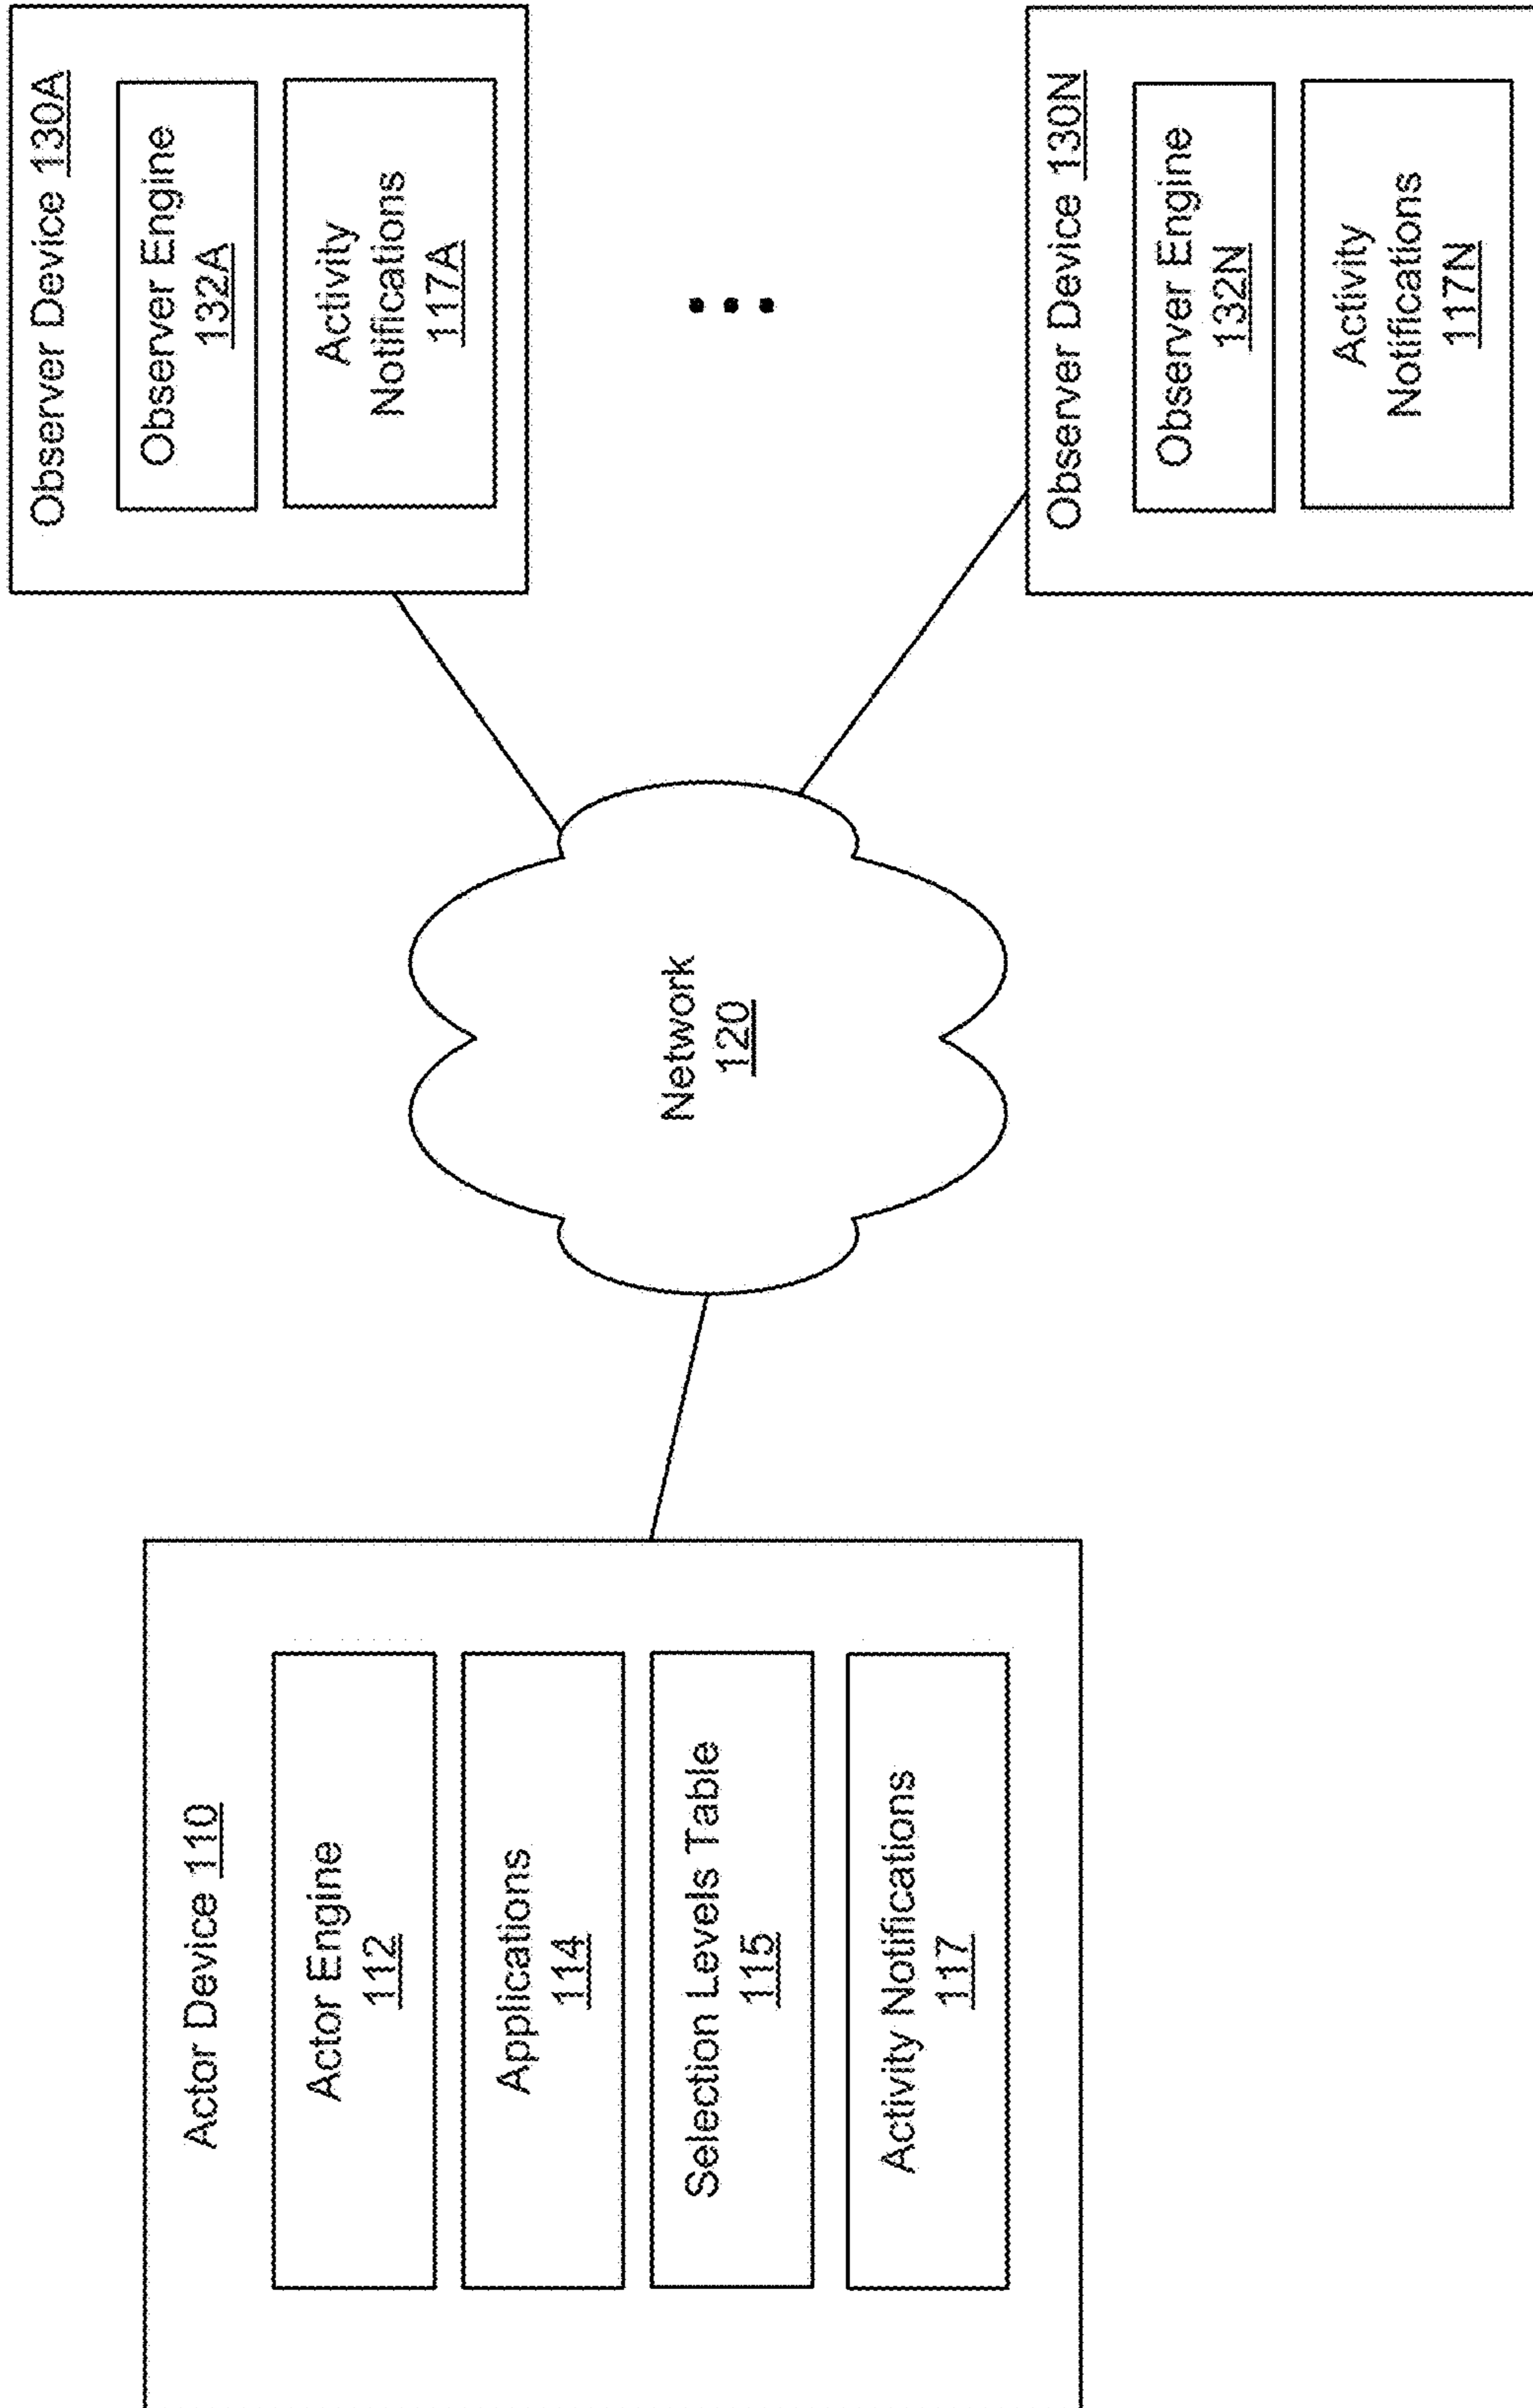 Actor Device 110
Actor Engine
112
Applications
114
Selection Levels Table
115
Activity Notifications
117
Network
120
Observer Device 130A
Observer Engine
132A
Activity
Notifications
117A
Observer Device 130N
Observer Engine
132N
Activity
Notifications
117N